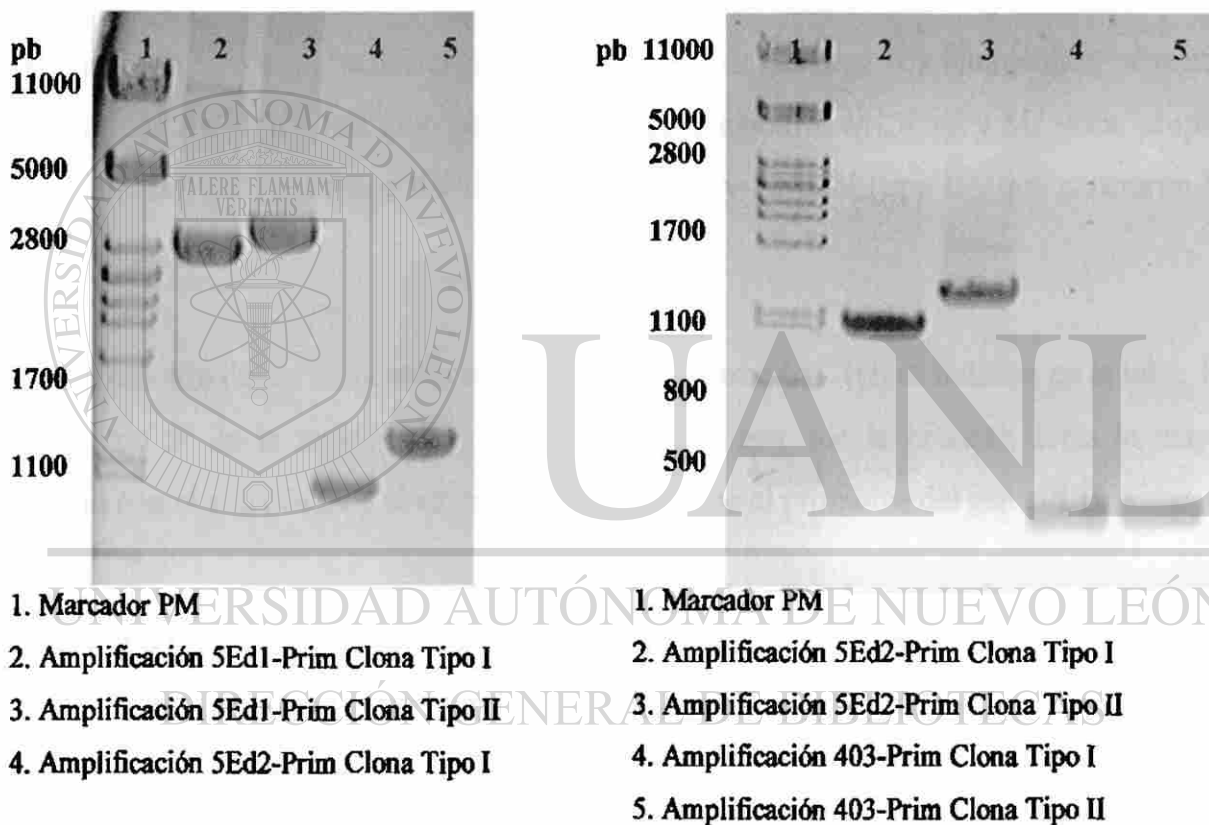 pb 1 2 3 4 5
11000
5000
2800
1700
1100
pb 11000 1 2 3 4 5
5000
2800
1700
1100
800
500
UNIVERSIDAD AVTONOMA D NVEVO LEON
ALERE FLAMMAM
VERITATIS
UANL
UNIVERSIDAD AUTÓNOMA DE NUEVO LEÓN
DIRECCIÓN GENERAL DE BIBLIOTECAS
1. Marcador PM
2. Amplificación 5Ed1-Prim Clona Tipo I
3. Amplificación 5Ed1-Prim Clona Tipo II
4. Amplificación 5Ed2-Prim Clona Tipo I
1. Marcador PM
2. Amplificación 5Ed2-Prim Clona Tipo I
3. Amplificación 5Ed2-Prim Clona Tipo II
4. Amplificación 403-Prim Clona Tipo I
5. Amplificación 403-Prim Clona Tipo II